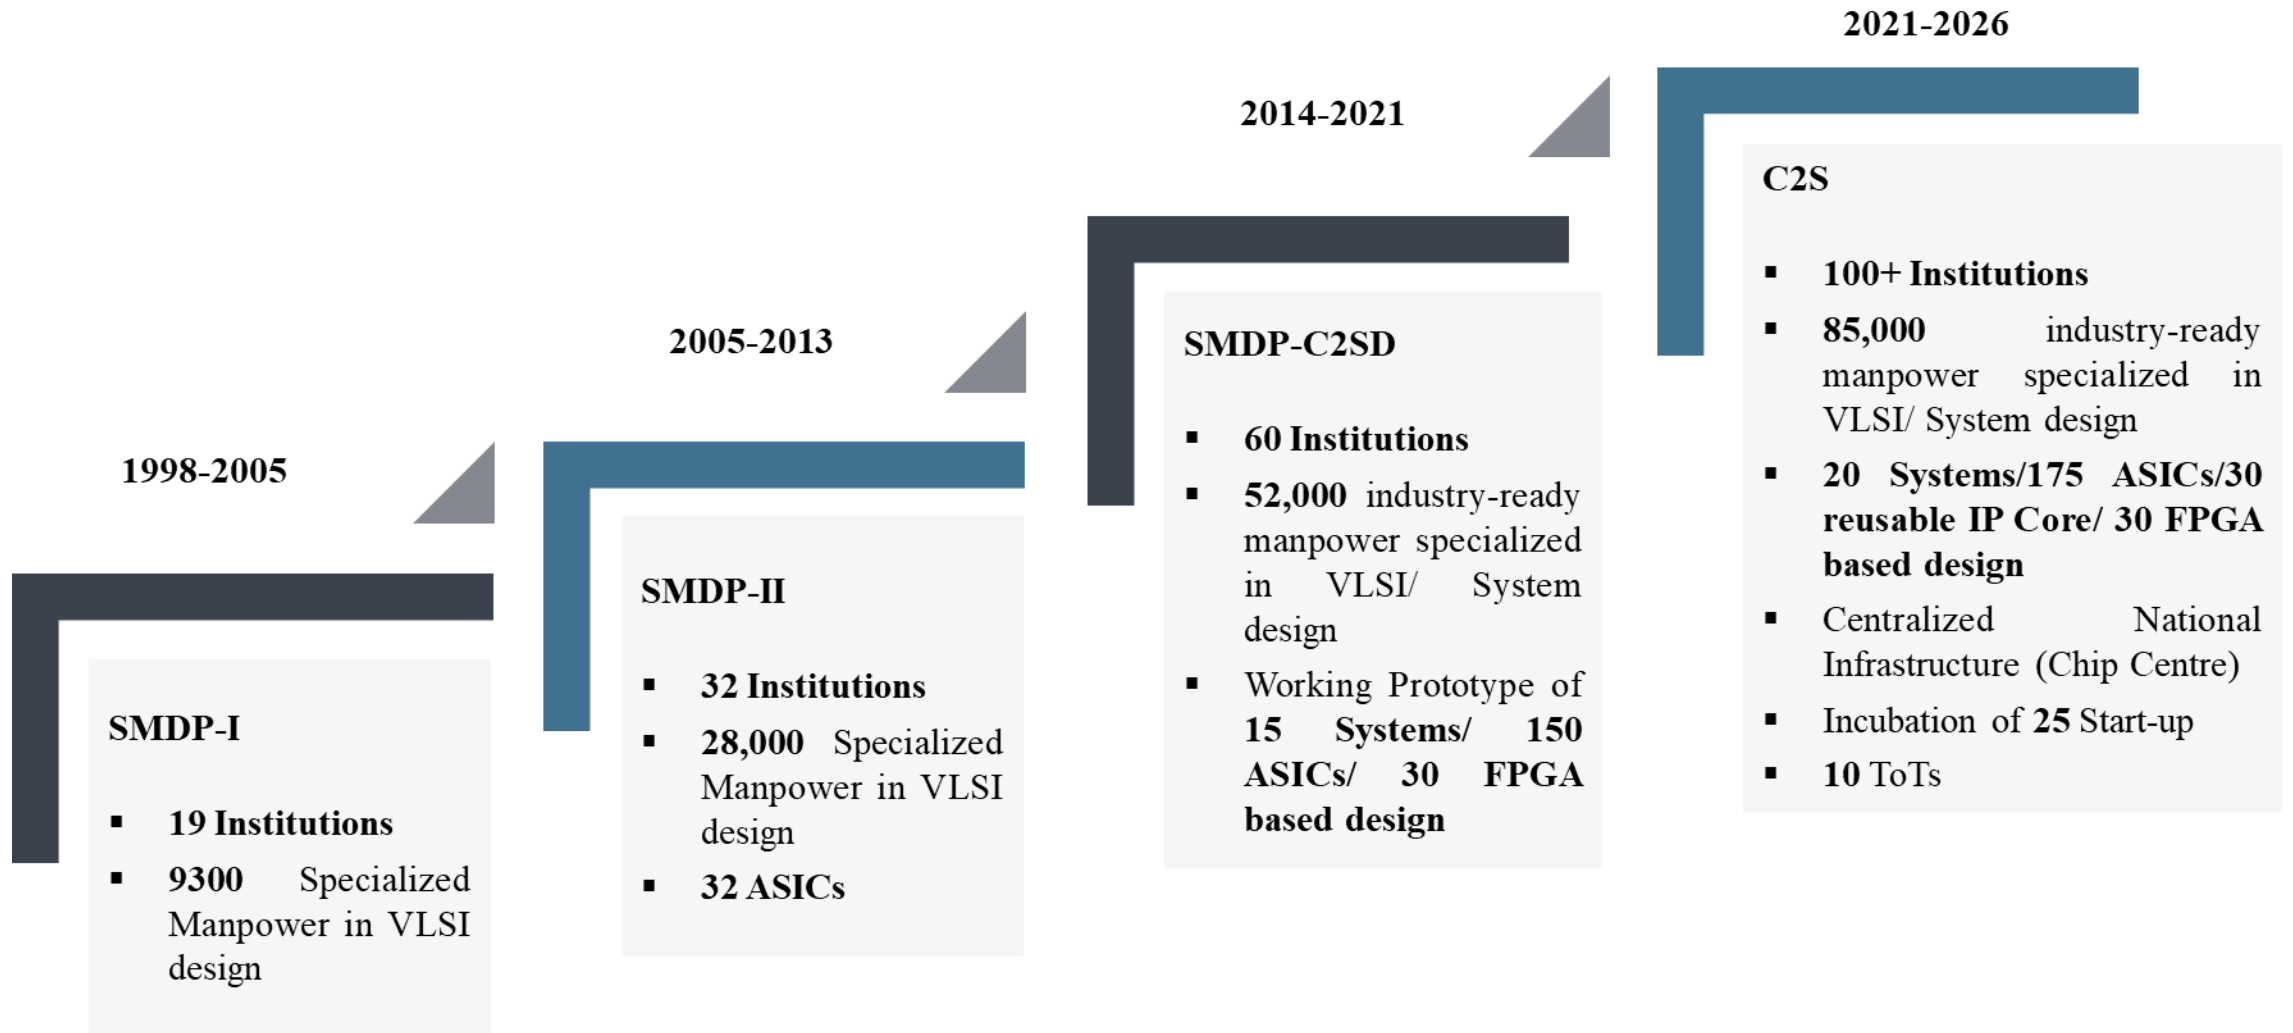 1998-2005
SMDP-I
▪ 19 Institutions
▪ 9300 Specialized
Manpower in VLSI
design
2005-2013
SMDP-II
▪ 32 Institutions
▪ 28,000 Specialized
Manpower in VLSI
design
▪ 32 ASICs
2014-2021
SMDP-C2SD
▪ 60 Institutions
▪ 52,000 industry-ready
manpower specialized
in VLSI/ System
design
▪ Working Prototype of
15 Systems/ 150
ASICs/ 30 FPGA
based design
2021-2026
C2S
▪ 100+ Institutions
▪ 85,000 industry-ready
manpower specialized in
VLSI/ System design
▪ 20 Systems/175 ASICs/30
reusable IP Core/ 30 FPGA
based design
▪ Centralized National
Infrastructure (Chip Centre)
▪ Incubation of 25 Start-up
▪ 10 ToTs